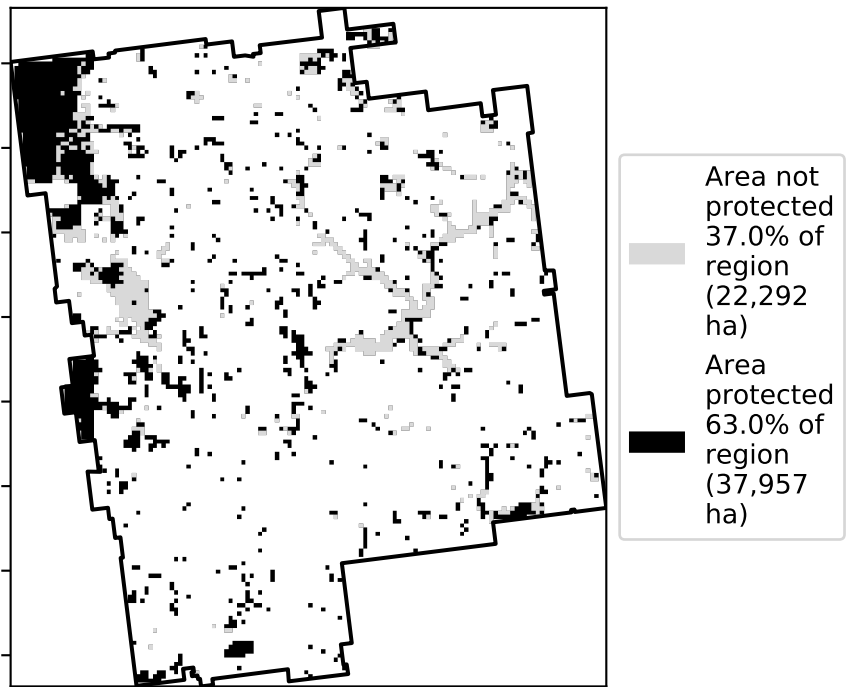 Area not
protected
37.0% of
region
(22,292
ha)
Area
protected
63.0% of
region
(37,957
ha)